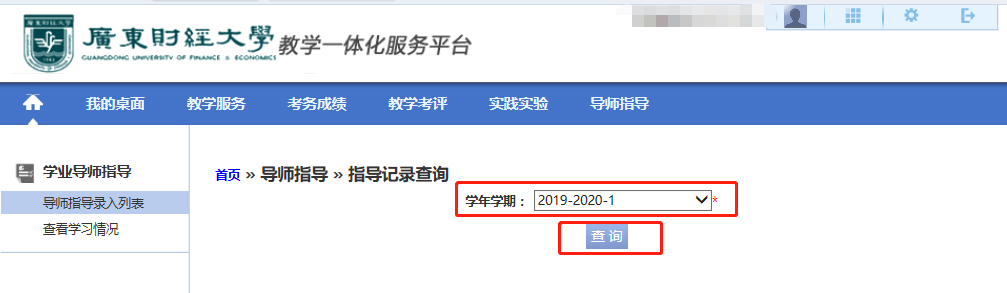 廣東財經大學 教学一体化服务平台
GUANGDONG UNIVERSITY OF FINANCE & ECONOMICS
我的桌面 教学服务 考务成绩 教学考评 实践实验 导师指导
学业导师指导
导师指导录入列表
查看学习情况
首页 » 导师指导 » 指导记录查询
学年学期： 2019-2020-1 *
查 询